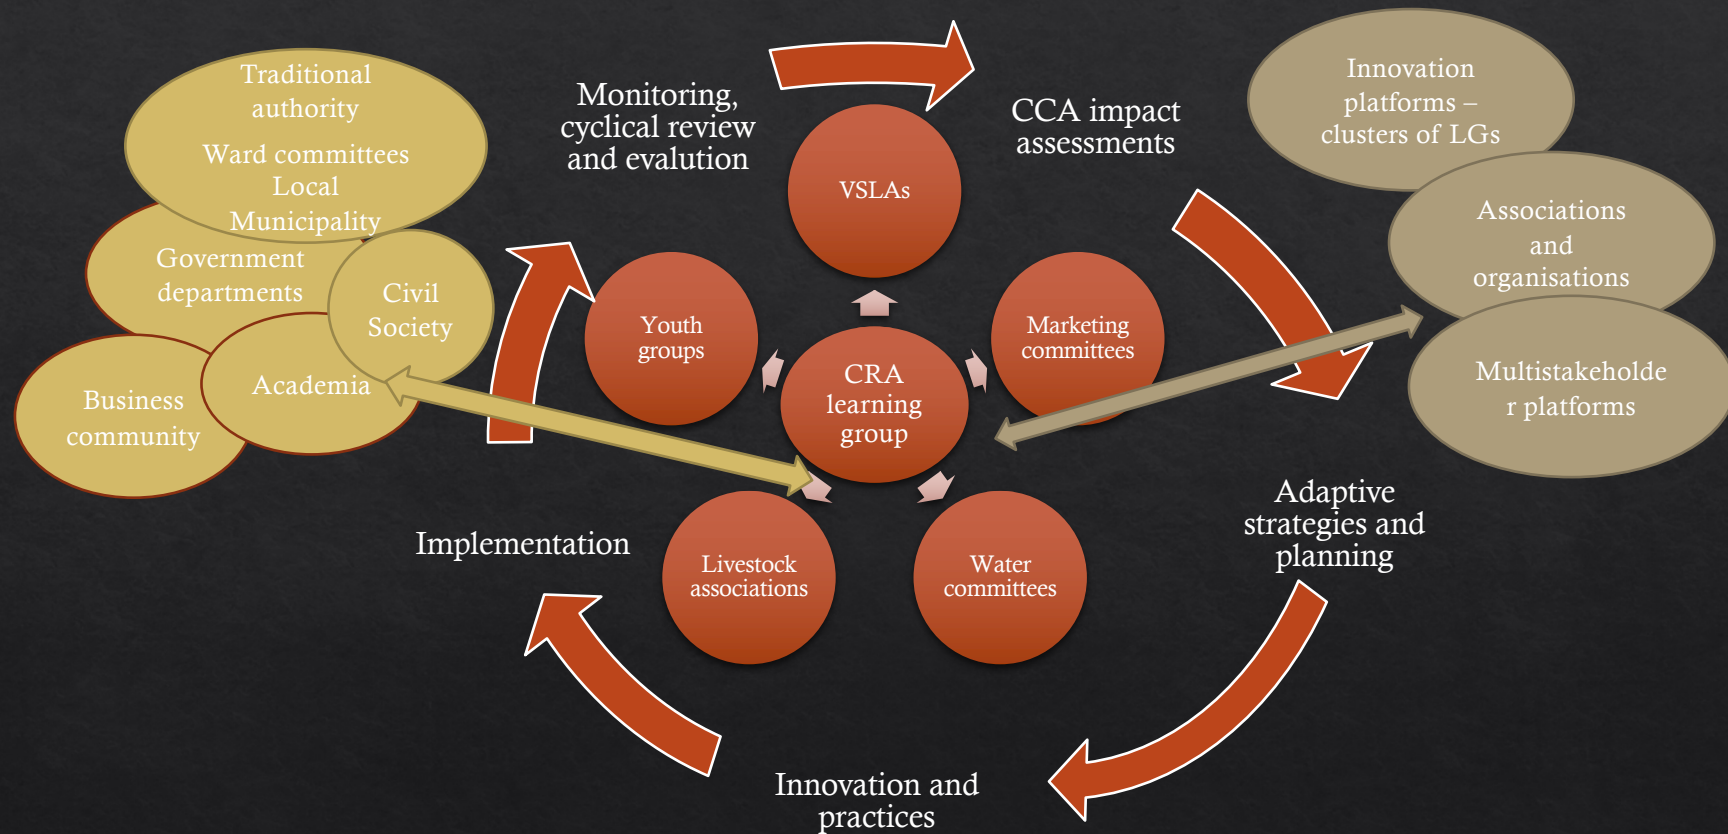 Traditional
authority
Ward committees
Local
Municipality
Government
departments
Civil
Society
Academia
Business
community
Monitoring,
cyclical review
and evalution
CCA impact
assessments
Adaptive
strategies and
planning
Innovation and
practices
Implementation
VSLAs
Youth
groups
Marketing
committees
CRA
learning
group
Livestock
associations
Water
committees
Innovation
platforms –
clusters of LGs
Associations
and
organisations
Multistakeholde
r platforms